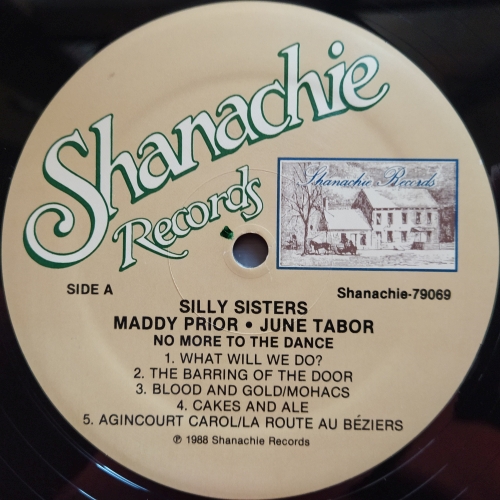 Shanachie
Records
Shanachie Records
SIDE A
Shanachie-79069
SILLY SISTERS
MADDY PRIOR • JUNE TABOR
NO MORE TO THE DANCE
1. WHAT WILL WE DO?
2. THE BARRING OF THE DOOR
3. BLOOD AND GOLD/MOHACS
4. CAKES AND ALE
5. AGINCOURT CAROL/LA ROUTE AU BÉZIERS
℗ 1988 Shanachie Records